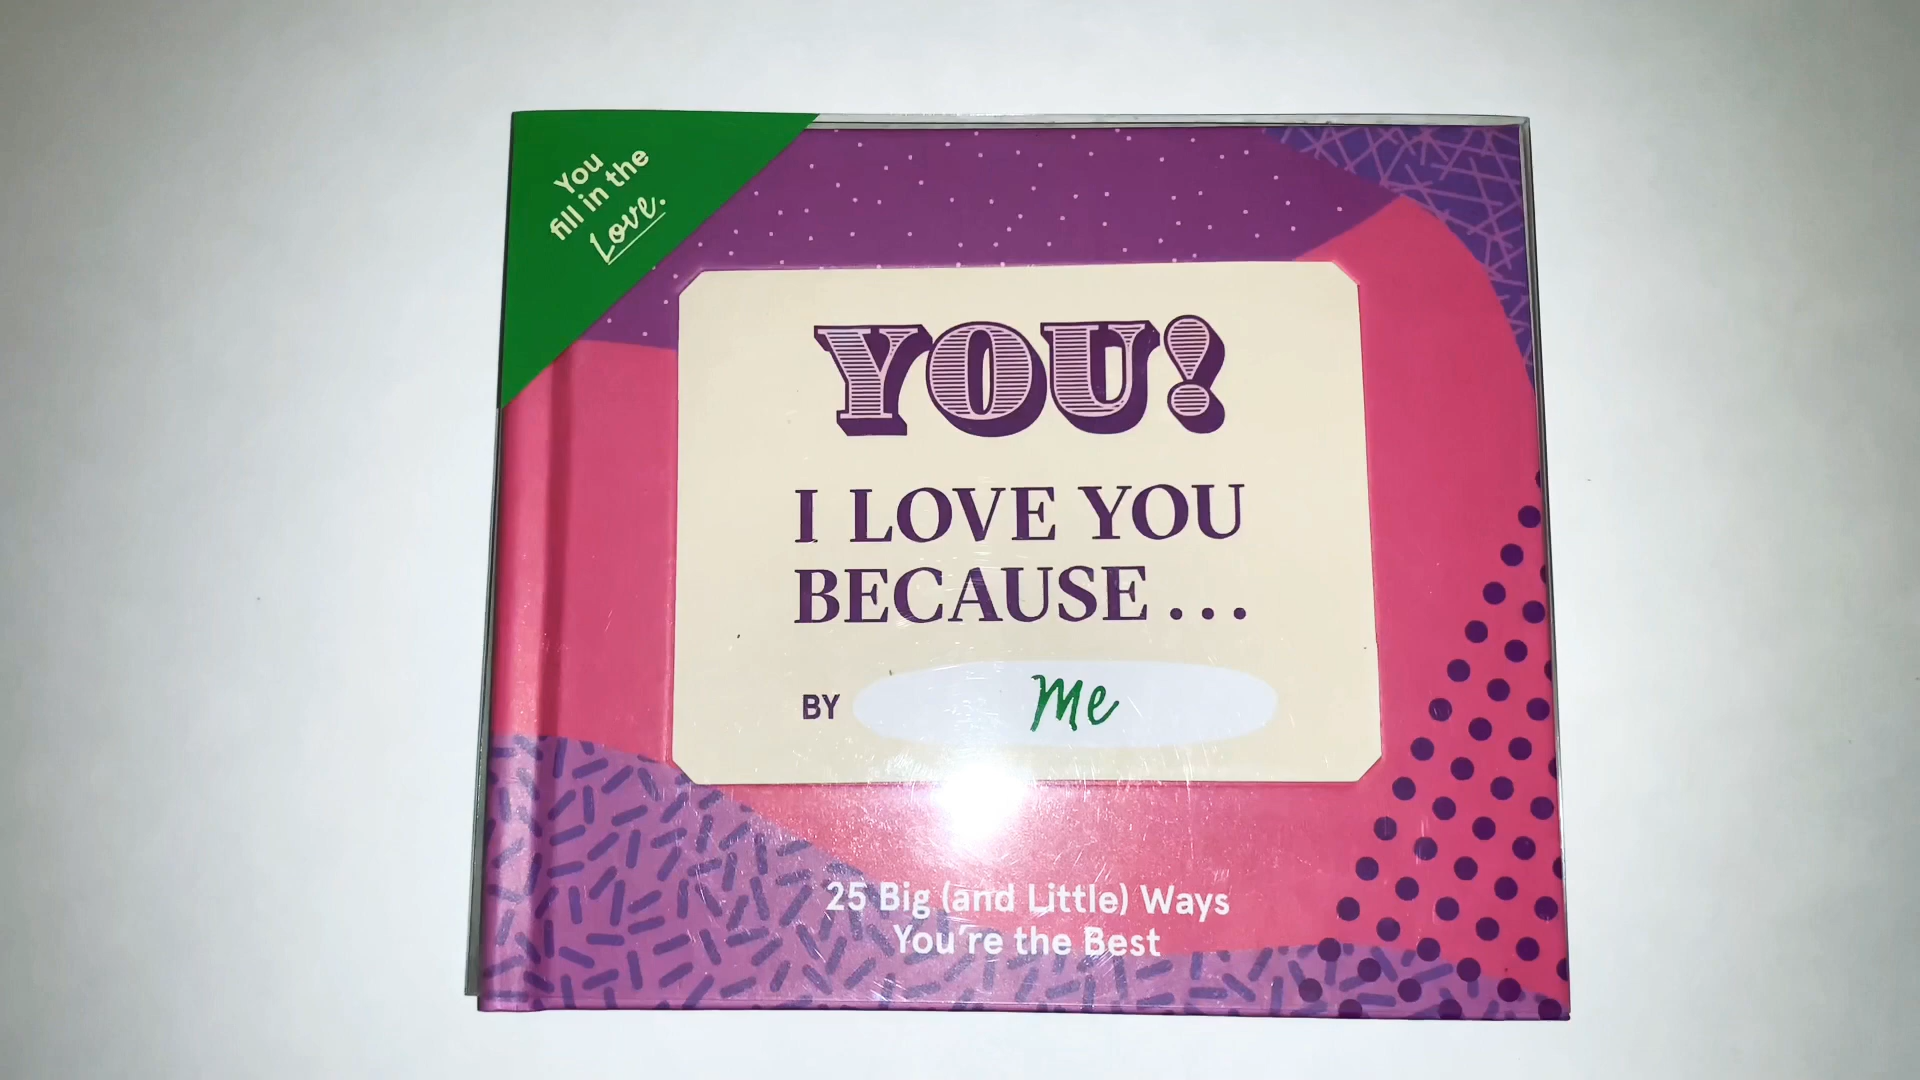 You
fill in the
Love.
YOU!
I LOVE YOU
BECAUSE...
BY Me
25 Big (and Little) Ways
You're the Best